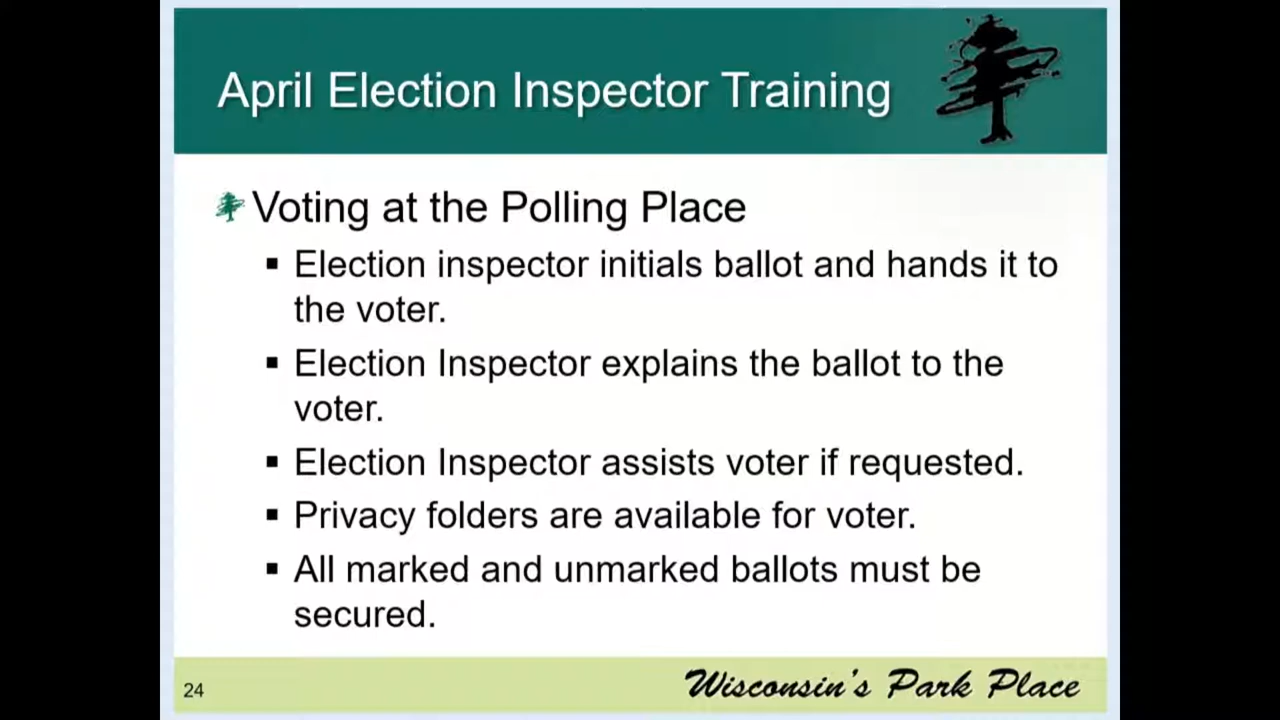 April Election Inspector Training
Voting at the Polling Place
▪ Election inspector initials ballot and hands it to
the voter.
▪ Election Inspector explains the ballot to the
voter.
▪ Election Inspector assists voter if requested.
▪ Privacy folders are available for voter.
▪ All marked and unmarked ballots must be
secured.
24
Wisconsin's Park Place